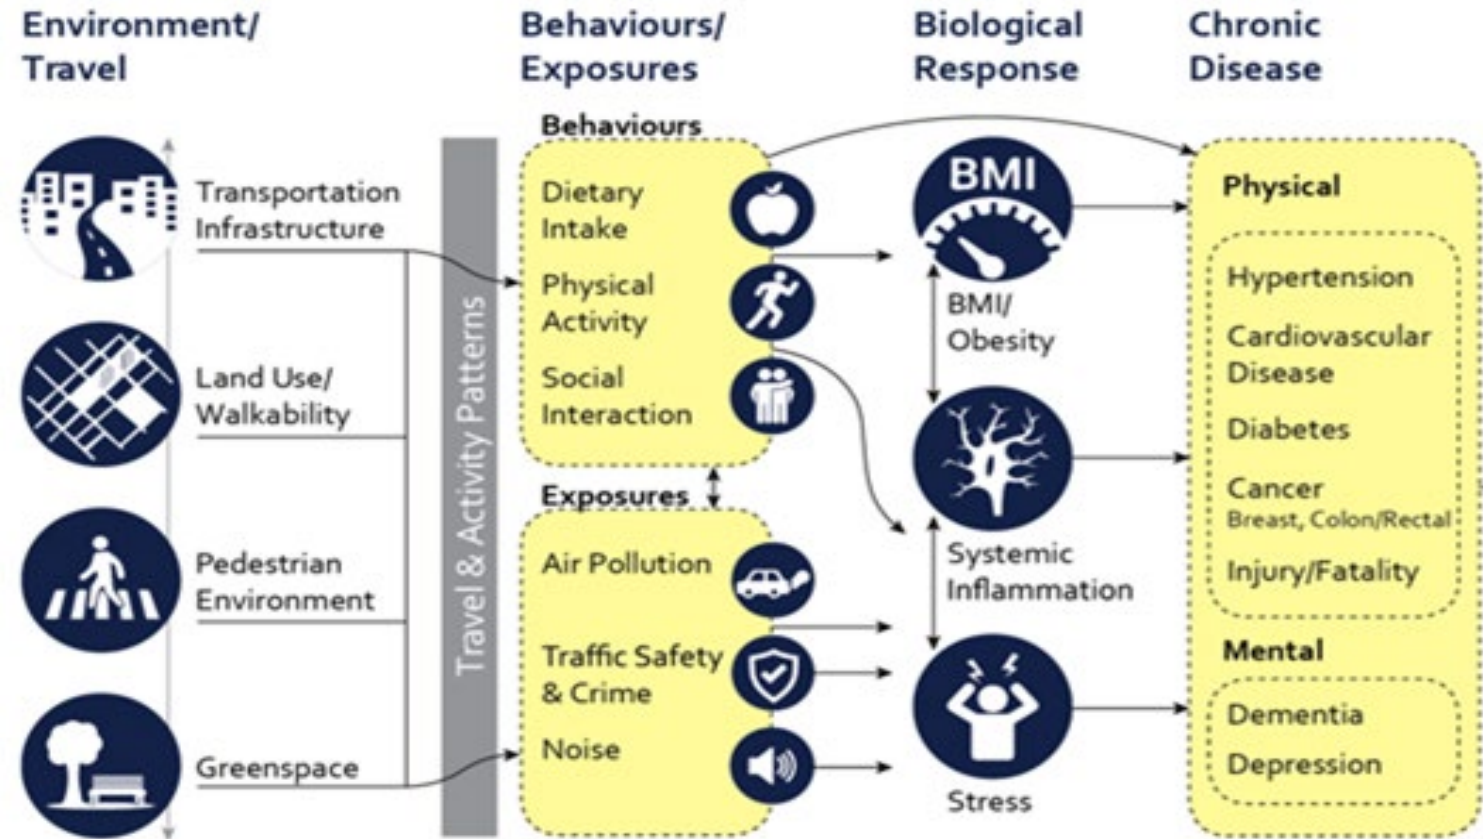 Environment/
Travel
Behaviours/
Exposures
Biological
Response
Chronic
Disease
Transportation
Infrastructure
Land Use/
Walkability
Pedestrian
Environment
Greenspace
Travel & Activity Patterns
Behaviours
Dietary
Intake
Physical
Activity
Social
Interaction
Exposures
Air Pollution
Traffic Safety
& Crime
Noise
BMI
BMI/
Obesity
Systemic
Inflammation
Stress
Physical
Hypertension
Cardiovascular
Disease
Diabetes
Cancer
Breast, Colon/Rectal
Injury/Fatality
Mental
Dementia
Depression